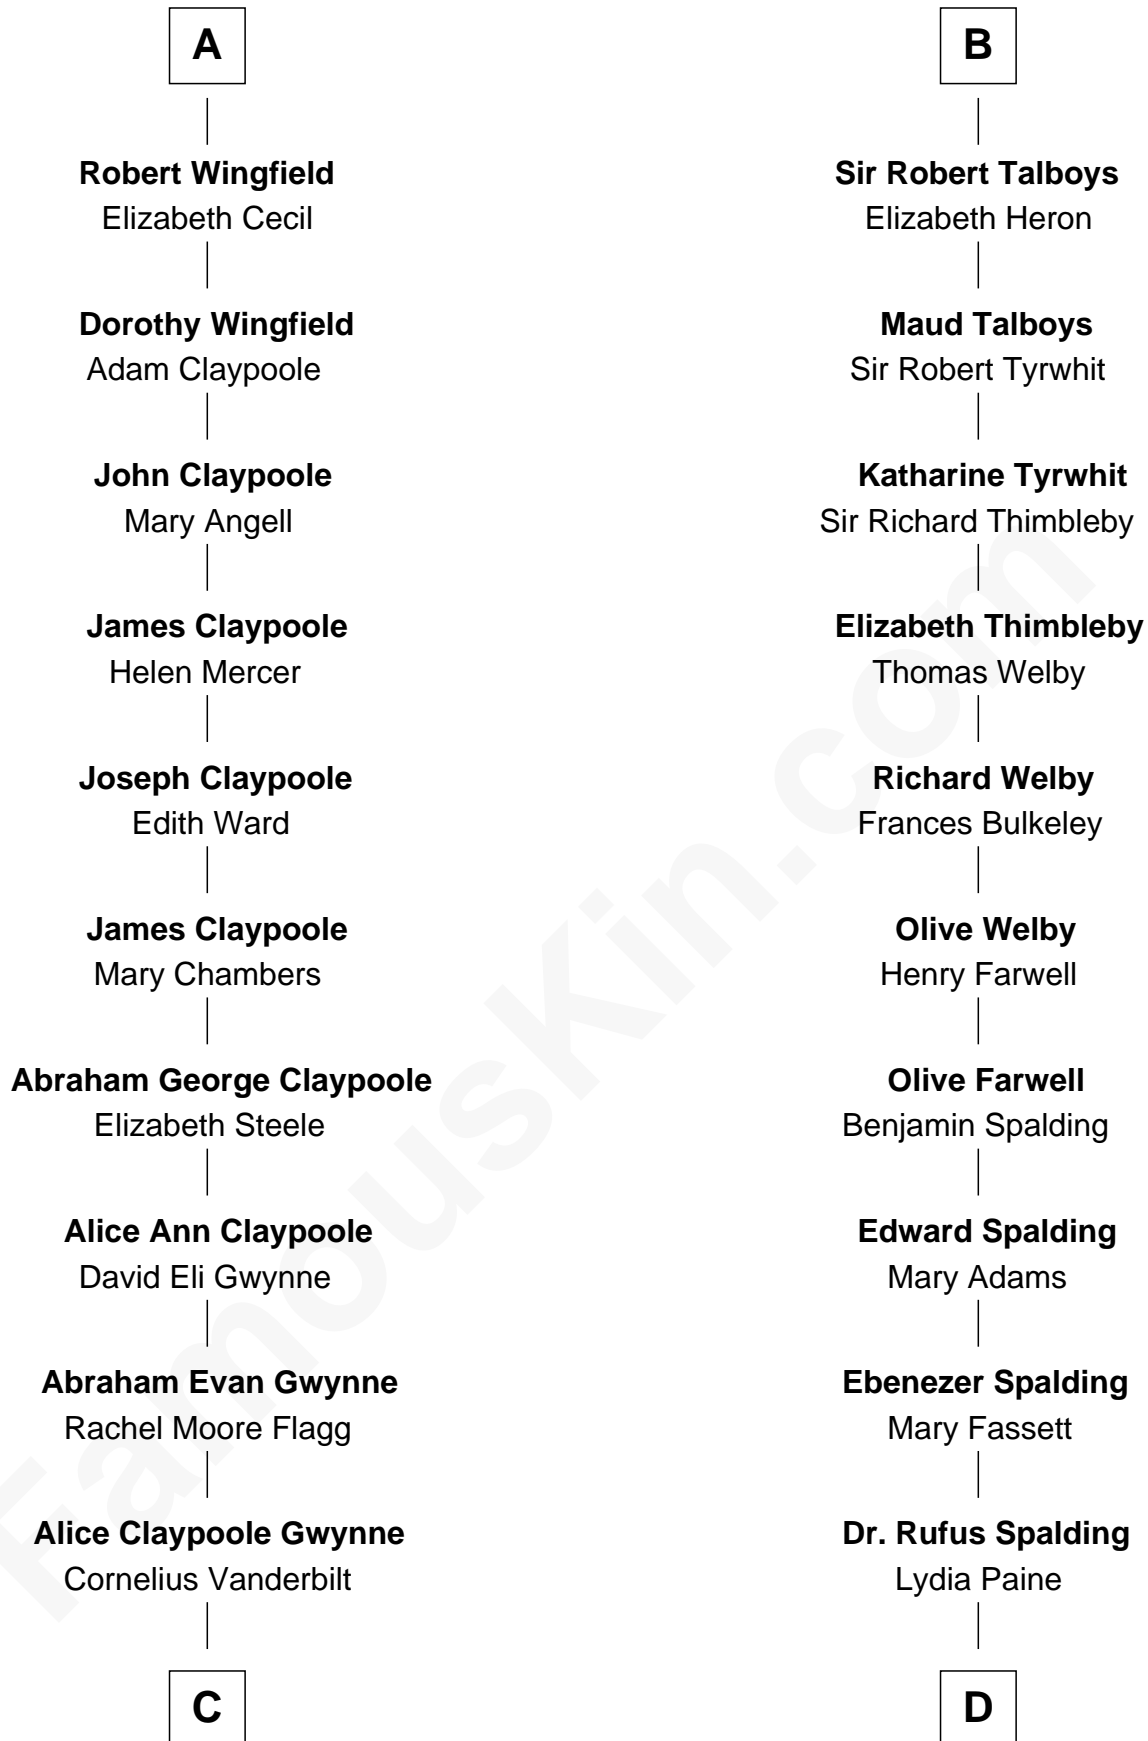 A
Robert Wingfield
Elizabeth Cecil
Dorothy Wingfield
Adam Claypoole
John Claypoole
Mary Angell
James Claypoole
Helen Mercer
Joseph Claypoole
Edith Ward
James Claypoole
Mary Chambers
Abraham George Claypoole
Elizabeth Steele
Alice Ann Claypoole
David Eli Gwynne
Abraham Evan Gwynne
Rachel Moore Flagg
Alice Claypoole Gwynne
Cornelius Vanderbilt
C
B
Sir Robert Talboys
Elizabeth Heron
Maud Talboys
Sir Robert Tyrwhit
Katharine Tyrwhit
Sir Richard Thimbleby
Elizabeth Thimbleby
Thomas Welby
Richard Welby
Frances Bulkeley
Olive Welby
Henry Farwell
Olive Farwell
Benjamin Spalding
Edward Spalding
Mary Adams
Ebenezer Spalding
Mary Fassett
Dr. Rufus Spalding
Lydia Paine
D
FamousKin.com